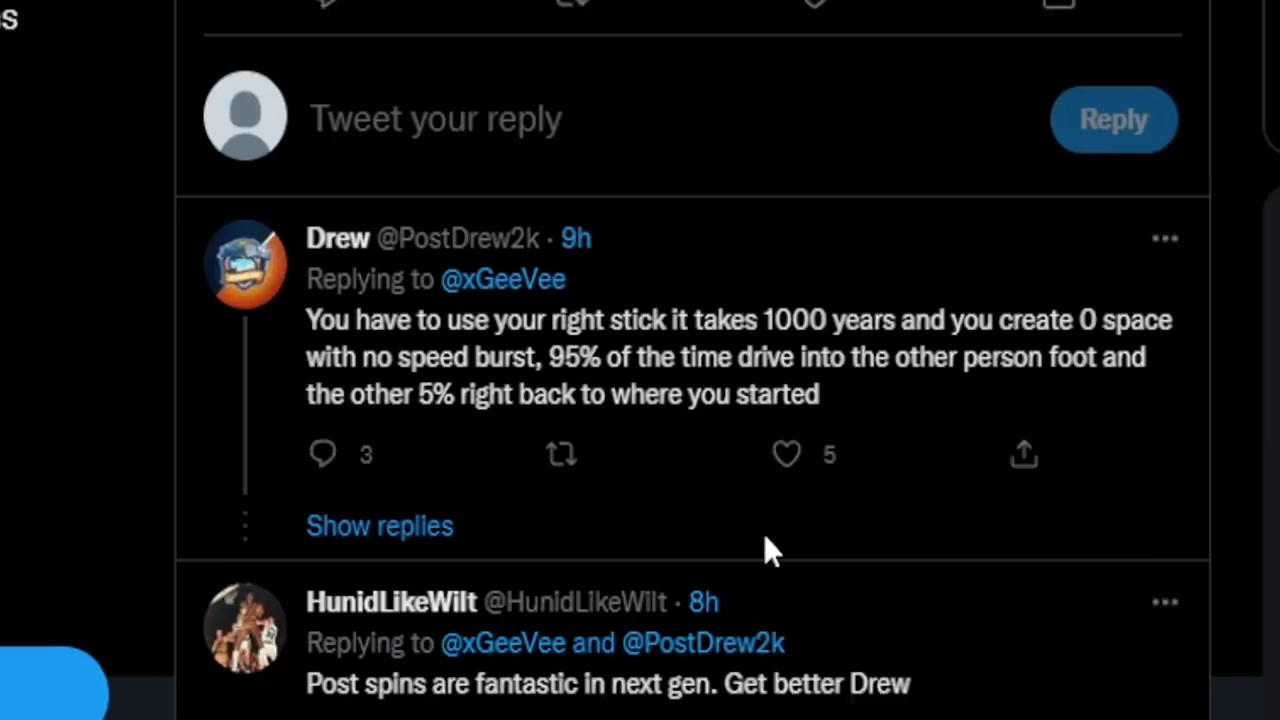 s
Tweet your reply
Reply
Drew @PostDrew2k · 9h
Replying to @xGeeVee
You have to use your right stick it takes 1000 years and you create 0 space
with no speed burst, 95% of the time drive into the other person foot and
the other 5% right back to where you started
3 5
Show replies
HunidLikeWilt @HunidLikeWilt · 8h
Replying to @xGeeVee and @PostDrew2k
Post spins are fantastic in next gen. Get better Drew